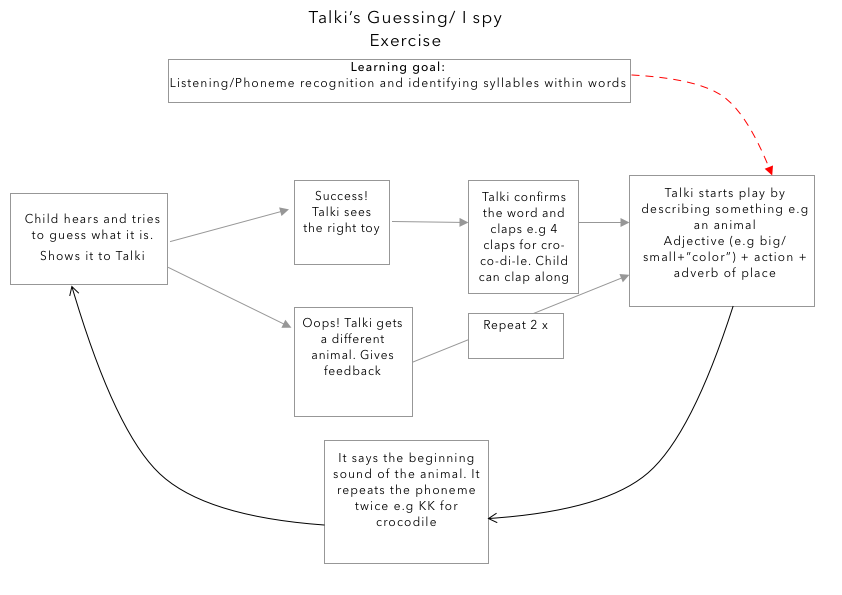 Talki's Guessing/ I spy
Exercise
Learning goal:
Listening/Phoneme recognition and identifying syllables within words
Child hears and tries
to guess what it is.
Shows it to Talki
Success!
Talki sees
the right toy
Talki confirms
the word and
claps e.g 4
claps for cro-
co-di-le. Child
can clap along
Talki starts play by
describing something e.g
an animal
Adjective (e.g big/
small+"color") + action +
adverb of place
Oops! Talki gets
a different
animal. Gives
feedback
Repeat 2 x
It says the beginning
sound of the animal. It
repeats the phoneme
twice e.g KK for
crocodile